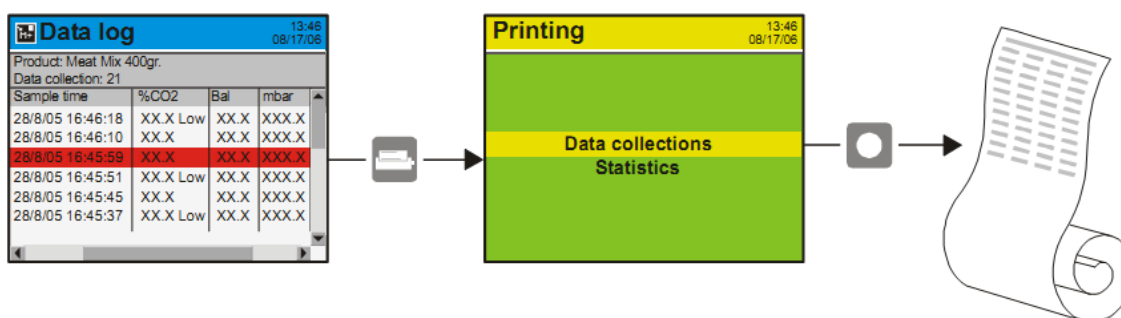 Data log
13:46
08/17/06
Product: Meat Mix 400gr.
Data collection: 21
Sample time %CO2 Bal mbar
28/8/05 16:46:18 XX.X Low XX.X XXX.X
28/8/05 16:46:10 XX.X XX.X XXX.X
28/8/05 16:45:59 XX.X XX.X XXX.X
28/8/05 16:45:51 XX.X Low XX.X XXX.X
28/8/05 16:45:45 XX.X XX.X XXX.X
28/8/05 16:45:37 XX.X Low XX.X XXX.X
Printing
13:46
08/17/06
Data collections
Statistics